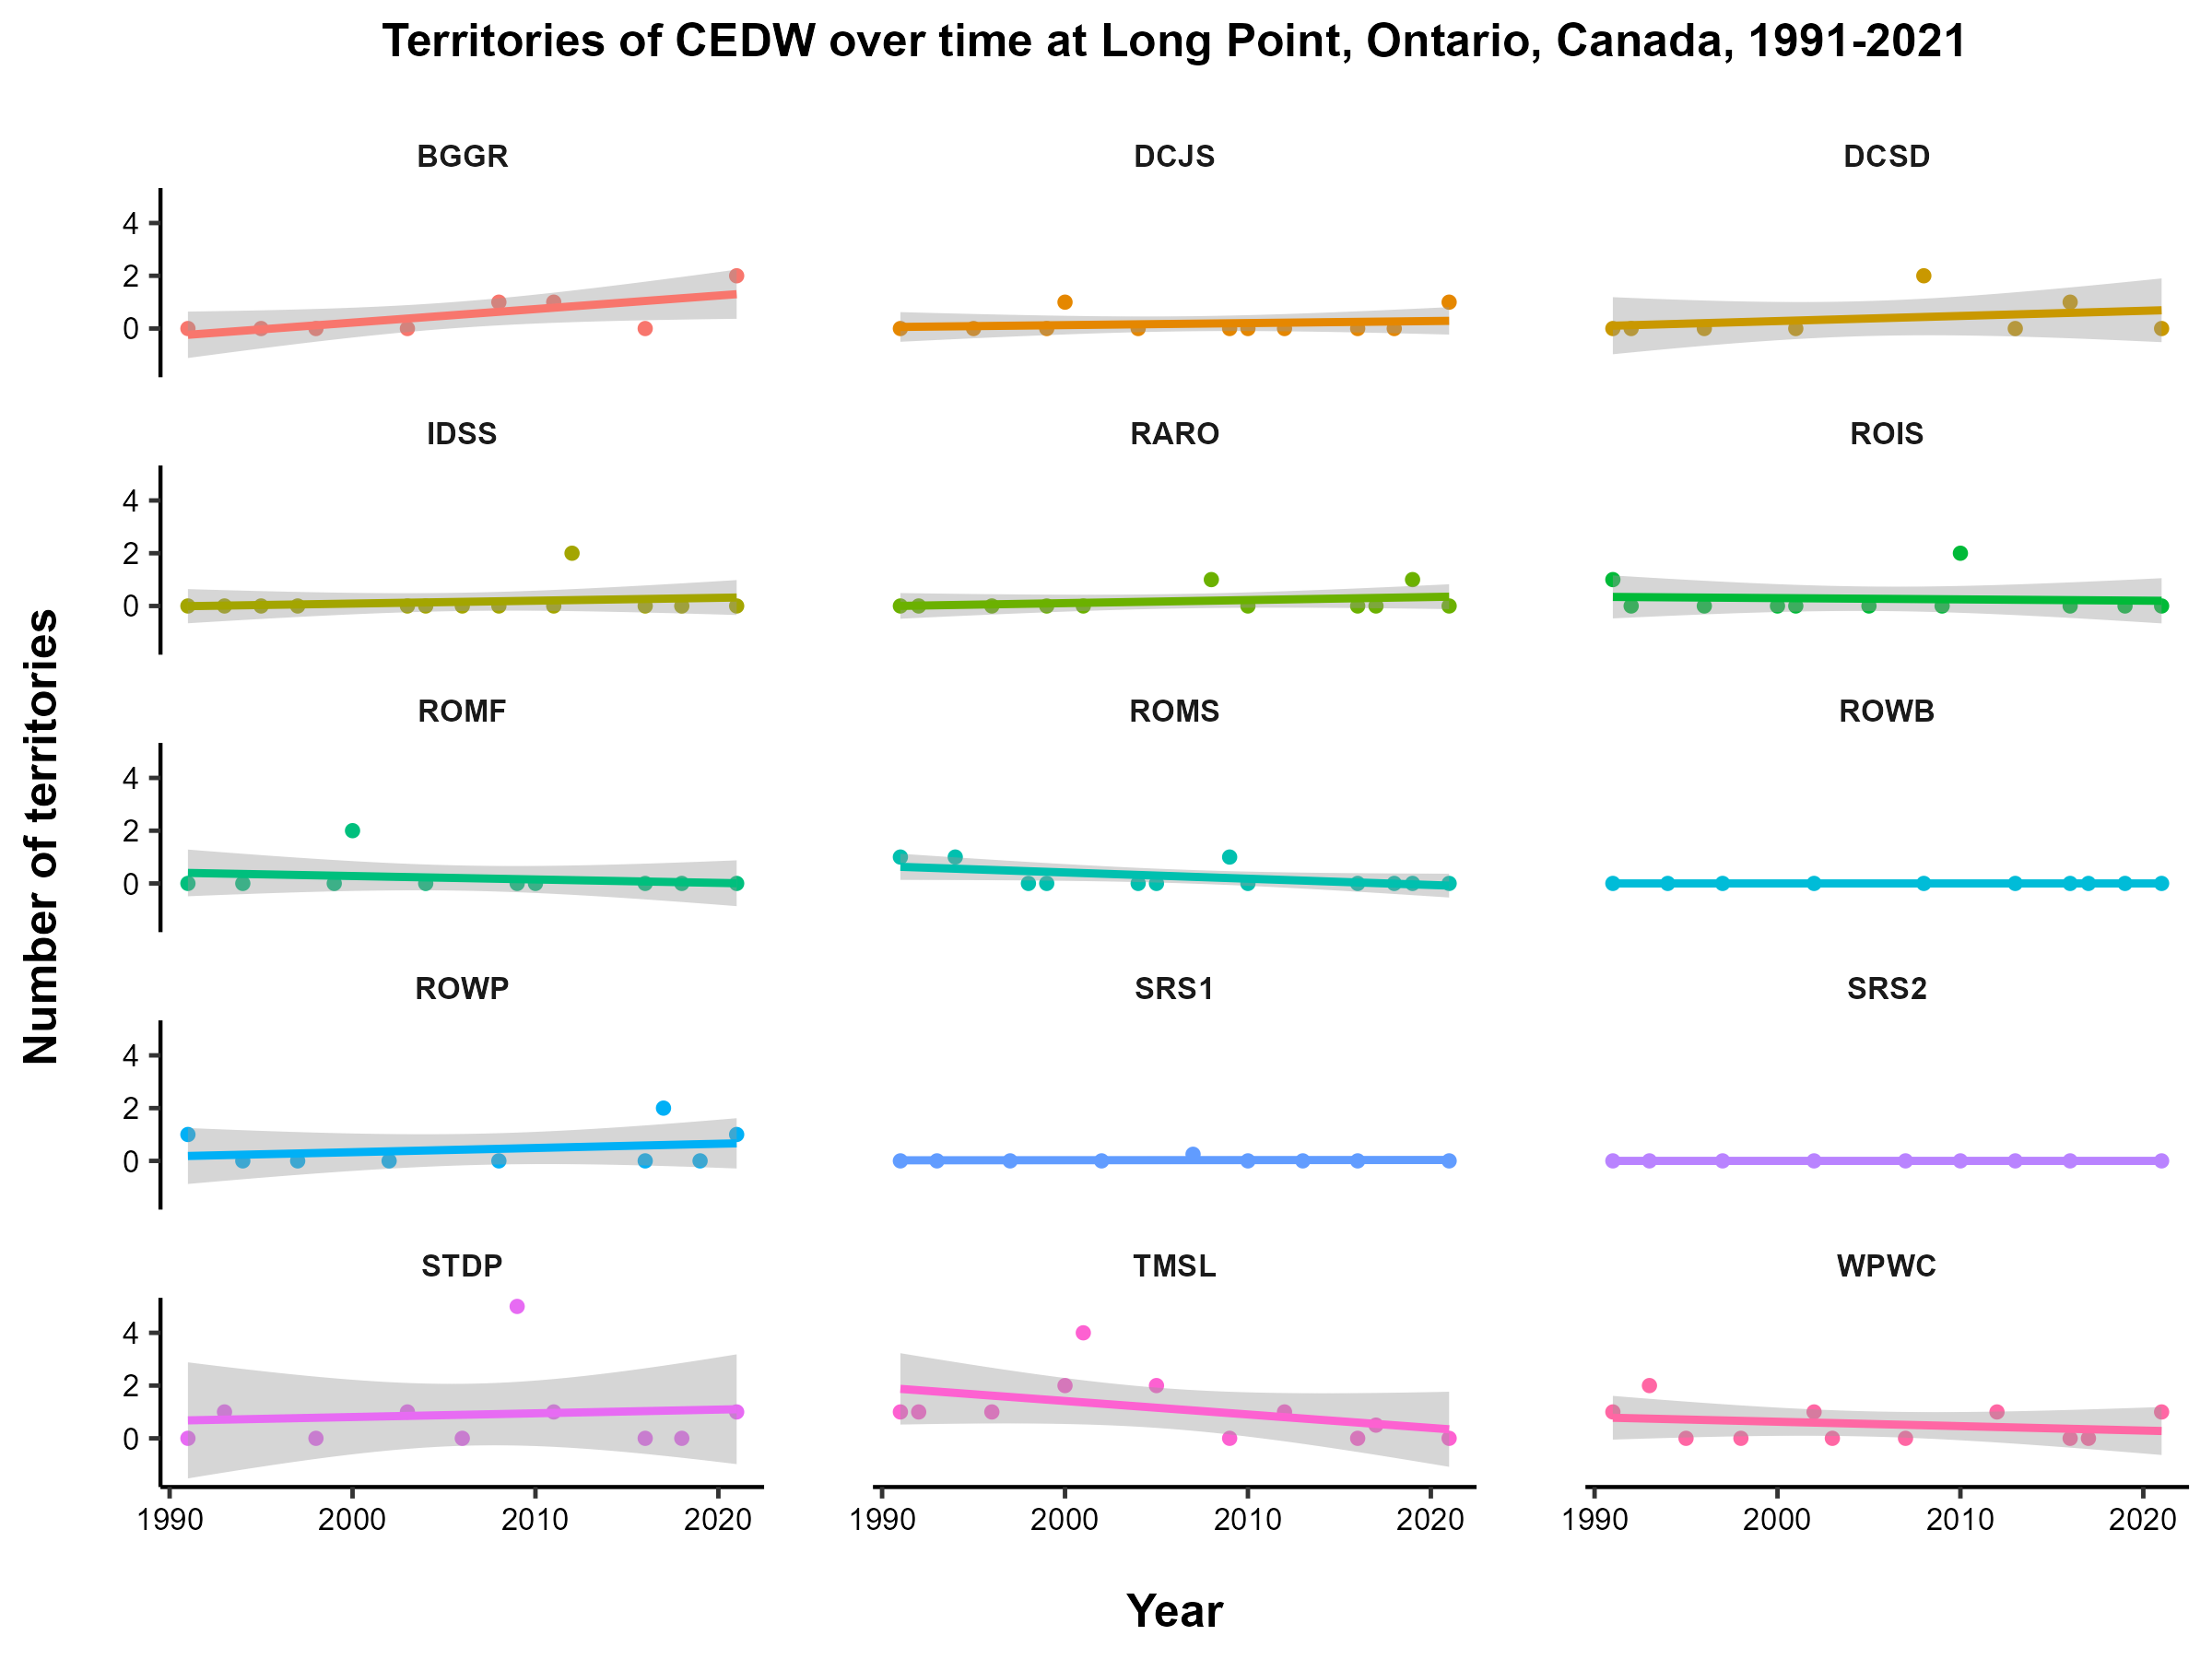 Territories of CEDW over time at Long Point, Ontario, Canada, 1991-2021
BGGR DCJS DCSD
4
2
0
IDSS RARO ROIS
4
2
0
ROMF ROMS ROWB
4
2
0
ROWP SRS1 SRS2
4
2
0
STDP TMSL WPWC
4
2
0
1990 2000 2010 2020 1990 2000 2010 2020 1990 2000 2010 2020
Number of territories
Year